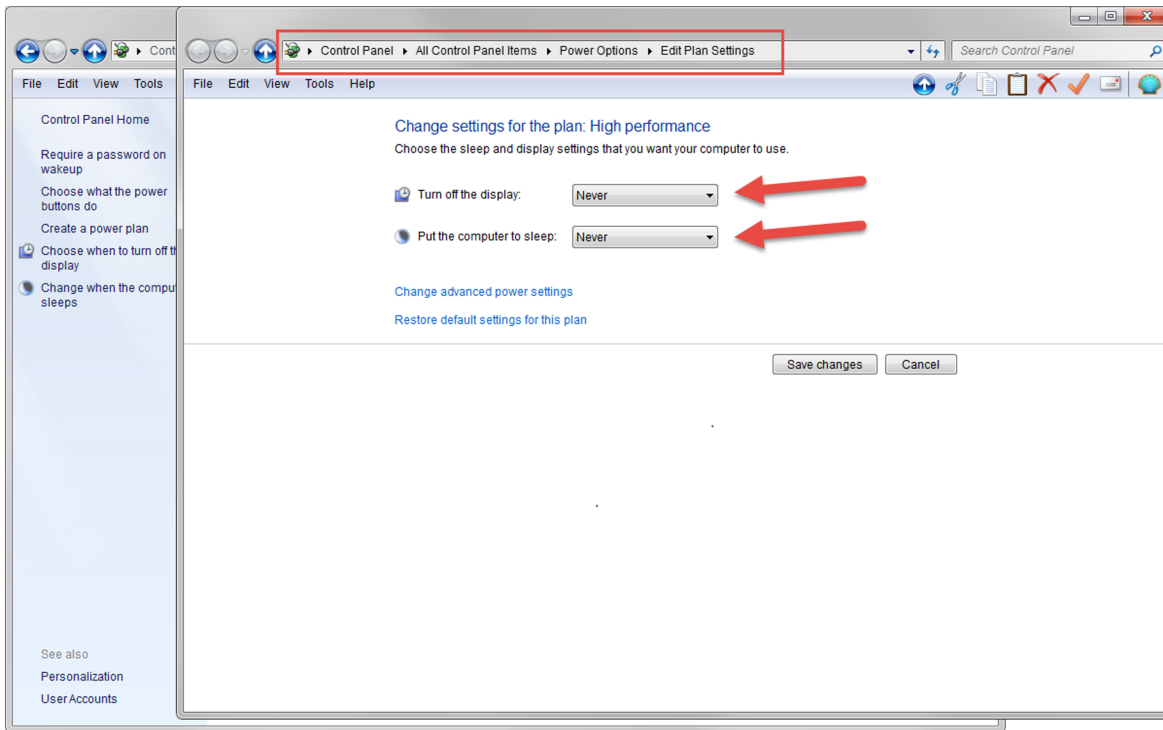 Cont
Control Panel All Control Panel Items Power Options Edit Plan Settings
Search Control Panel
File Edit View Tools
File Edit View Tools Help
Control Panel Home
Require a password on
wakeup
Choose what the power
buttons do
Create a power plan
Choose when to turn off th
display
Change when the comput
sleeps
See also
Personalization
User Accounts
Change settings for the plan: High performance
Choose the sleep and display settings that you want your computer to use.
Turn off the display: Never
Put the computer to sleep: Never
Change advanced power settings
Restore default settings for this plan
Save changes Cancel